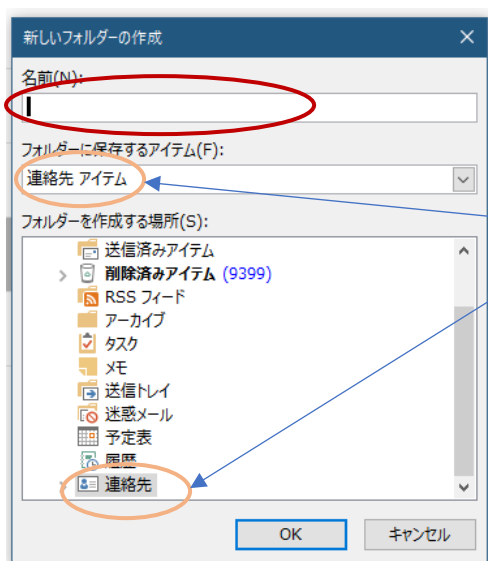 新しいフォルダーの作成
名前(N):
フォルダーに保存するアイテム(F):
連絡先 アイテム
フォルダーを作成する場所(S):
送信済みアイテム
削除済みアイテム (9399)
RSS フィード
アーカイブ
タスク
メモ
送信トレイ
迷惑メール
予定表
履歴
連絡先
OK キャンセル